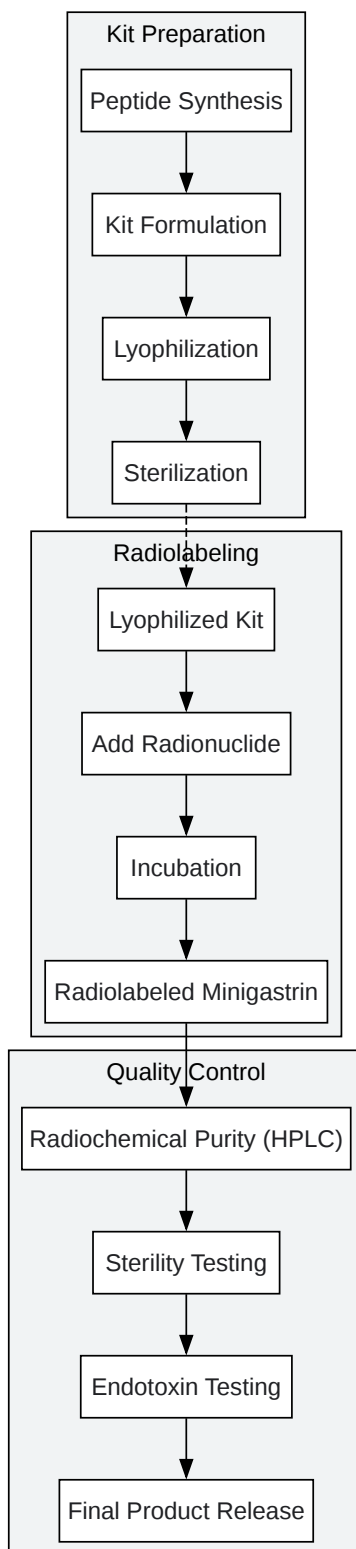 Kit Preparation
Peptide Synthesis
Kit Formulation
Lyophilization
Sterilization
Radiolabeling
Lyophilized Kit
Add Radionuclide
Incubation
Radiolabeled Minigastrin
Quality Control
Radiochemical Purity (HPLC)
Sterility Testing
Endotoxin Testing
Final Product Release